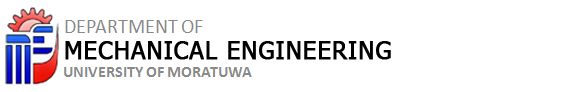 DEPARTMENT OF
MECHANICAL ENGINEERING
UNIVERSITY OF MORATUWA